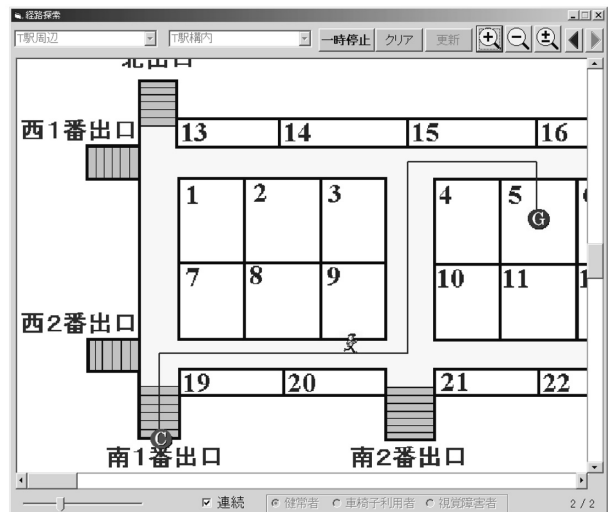 経路探索
T駅周辺 T駅構内 一時停止 クリア 更新
北出口
西1番出口 13 14 15 16
1 2 3 4 5
G
7 8 9 10 11
西2番出口
19 20 21 22
C
南1番出口 南2番出口
連続 健常者 車椅子利用者 視覚障害者 2/2